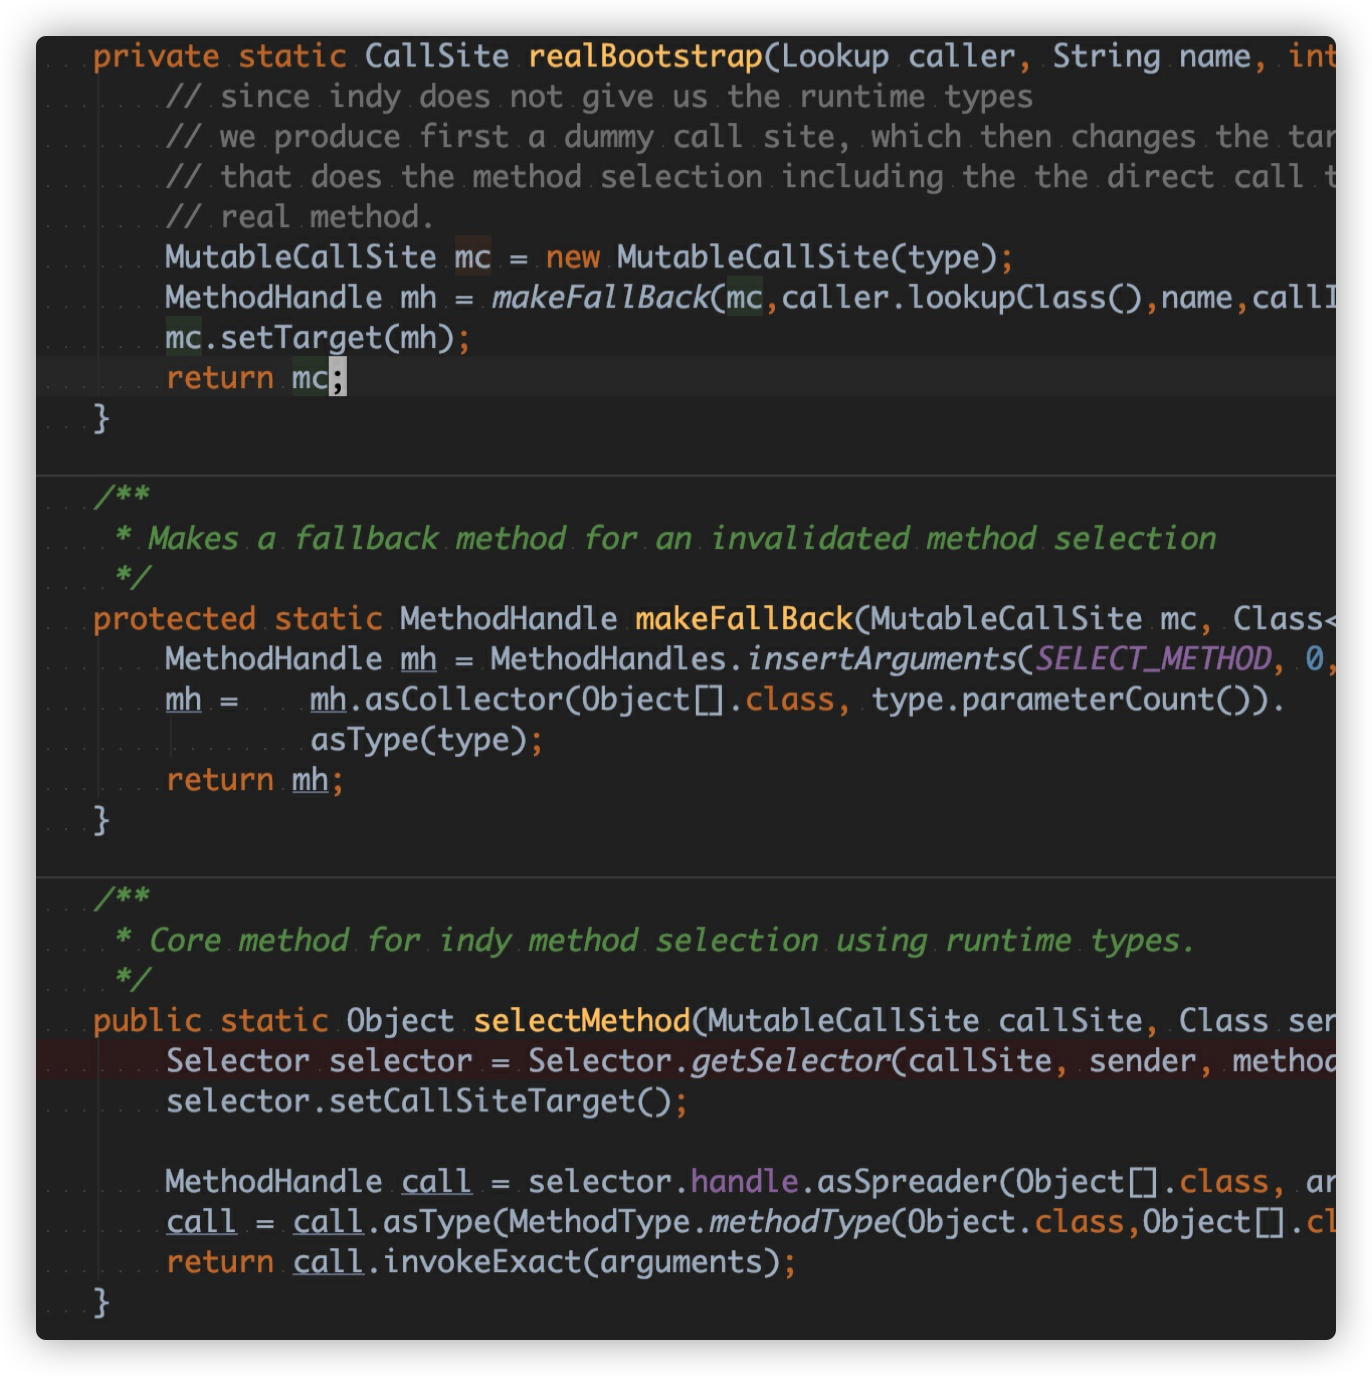 private static CallSite realBootstrap(Lookup caller, String name, int
// since indy does not give us the runtime types
// we produce first a dummy call site, which then changes the tar
// that does the method selection including the the direct call t
// real method.
MutableCallSite mc = new MutableCallSite(type);
MethodHandle mh = makeFallBack(mc,caller.lookupClass(),name,callI
mc.setTarget(mh);
return mc;
}
/**
* Makes a fallback method for an invalidated method selection
*/
protected static MethodHandle makeFallBack(MutableCallSite mc, Class<
MethodHandle mh = MethodHandles.insertArguments(SELECT_METHOD, 0,
mh =    mh.asCollector(Object[].class, type.parameterCount()).
asType(type);
return mh;
}
/**
* Core method for indy method selection using runtime types.
*/
public static Object selectMethod(MutableCallSite callSite, Class sen
Selector selector = Selector.getSelector(callSite, sender, method
selector.setCallSiteTarget();
MethodHandle call = selector.handle.asSpreader(Object[].class, ar
call = call.asType(MethodType.methodType(Object.class,Object[].cl
return call.invokeExact(arguments);
}